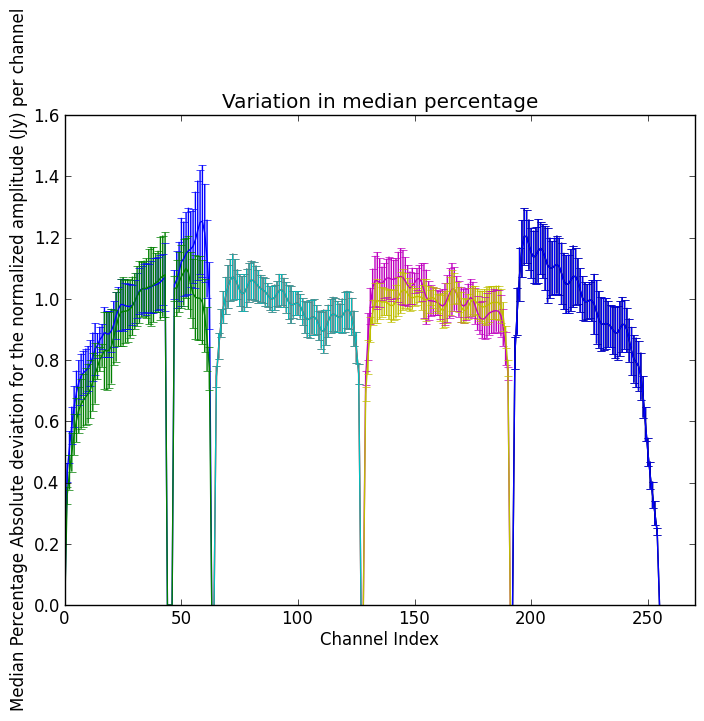 Variation in median percentage
Median Percentage Absolute deviation for the normalized amplitude (Jy) per channel
1.6
1.4
1.2
1.0
0.8
0.6
0.4
0.2
0.0
0 50 100 150 200 250
Channel Index